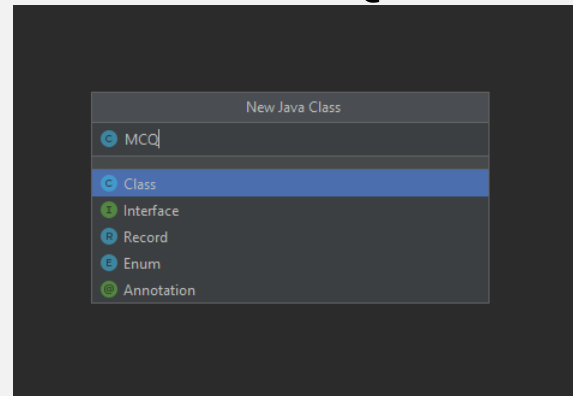 New Java Class
C MCQ
C Class
I Interface
R Record
E Enum
@ Annotation